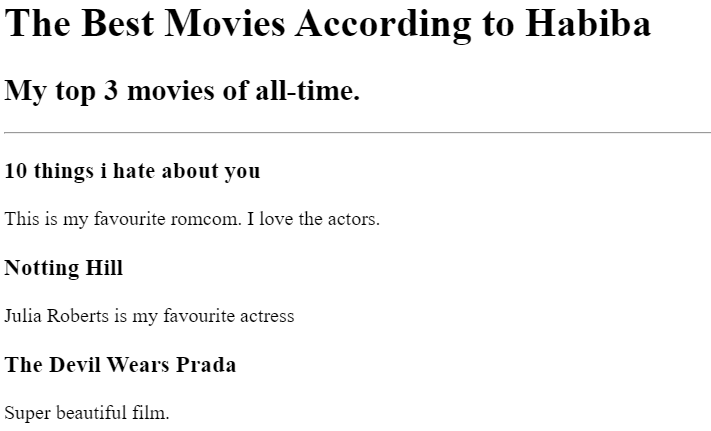 The Best Movies According to Habiba
My top 3 movies of all-time.
10 things i hate about you
This is my favourite romcom. I love the actors.
Notting Hill
Julia Roberts is my favourite actress
The Devil Wears Prada
Super beautiful film.